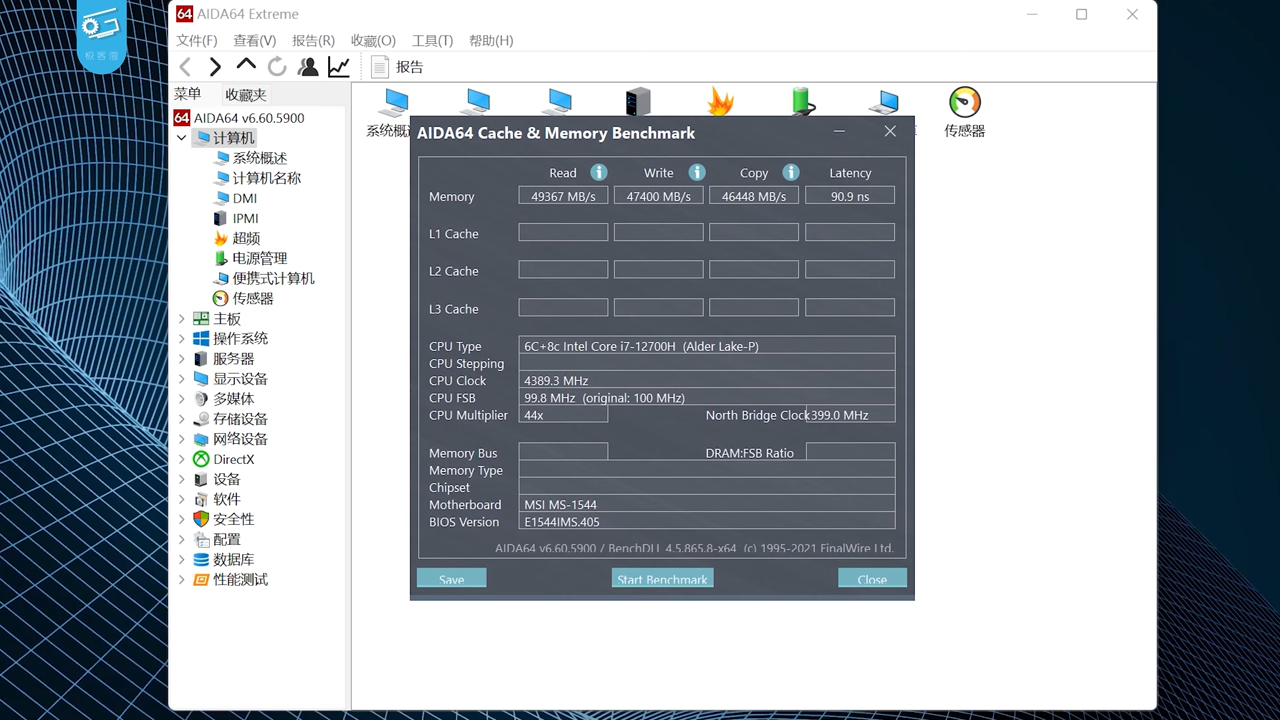 极客湾
64 AIDA64 Extreme
文件(F) 查看(V) 报告(R) 收藏(O) 工具(T) 帮助(H)
报告
菜单 收藏夹
64 AIDA64 v6.60.5900
计算机
系统概述
计算机名称
DMI
IPMI
超频
电源管理
便携式计算机
传感器
主板
操作系统
服务器
显示设备
多媒体
存储设备
网络设备
DirectX
设备
软件
安全性
配置
数据库
性能测试
系统概
传感器
AIDA64 Cache & Memory Benchmark
Read Write Copy Latency
Memory 49367 MB/s 47400 MB/s 46448 MB/s 90.9 ns
L1 Cache
L2 Cache
L3 Cache
CPU Type 6C+8c Intel Core i7-12700H (Alder Lake-P)
CPU Stepping
CPU Clock 4389.3 MHz
CPU FSB 99.8 MHz (original: 100 MHz)
CPU Multiplier 44x North Bridge Clock 399.0 MHz
Memory Bus DRAM:FSB Ratio
Memory Type
Chipset
Motherboard MSI MS-1544
BIOS Version E1544IMS.405
AIDA64 v6.60.5900 / BenchDLL 4.5.865.8-x64 (c) 1995-2021 FinalWire Ltd.
Save Start Benchmark Close